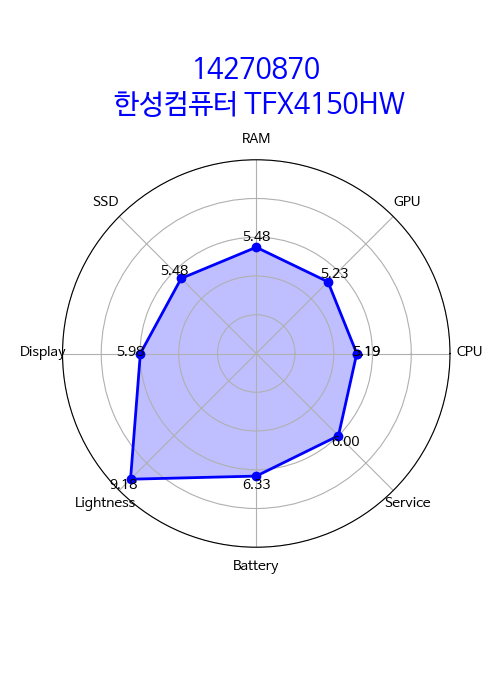 14270870
한성컴퓨터 TFX4150HW
RAM
SSD
GPU
5.48
5.48
5.23
Display
5.98
5.19
CPU
6.00
9.18
6.33
Lightness
Service
Battery